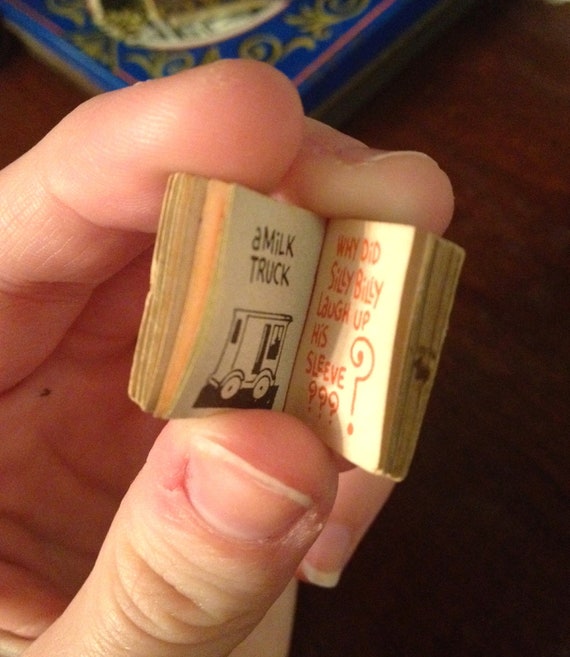 a MiLK
TRUCK
WHY DiD
SiLLY BiLLY
LaUGH UP
HiS
SLEEVE
???
?